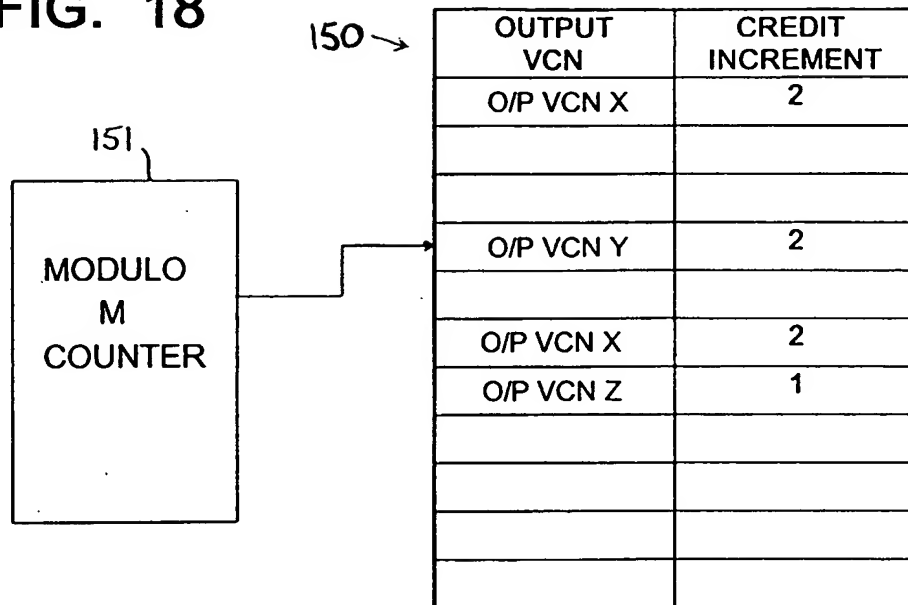 FIG. 18
150
OUTPUT VCN CREDIT INCREMENT
O/P VCN X 2
151
O/P VCN Y 2
MODULO
M
COUNTER
O/P VCN X 2
O/P VCN Z 1